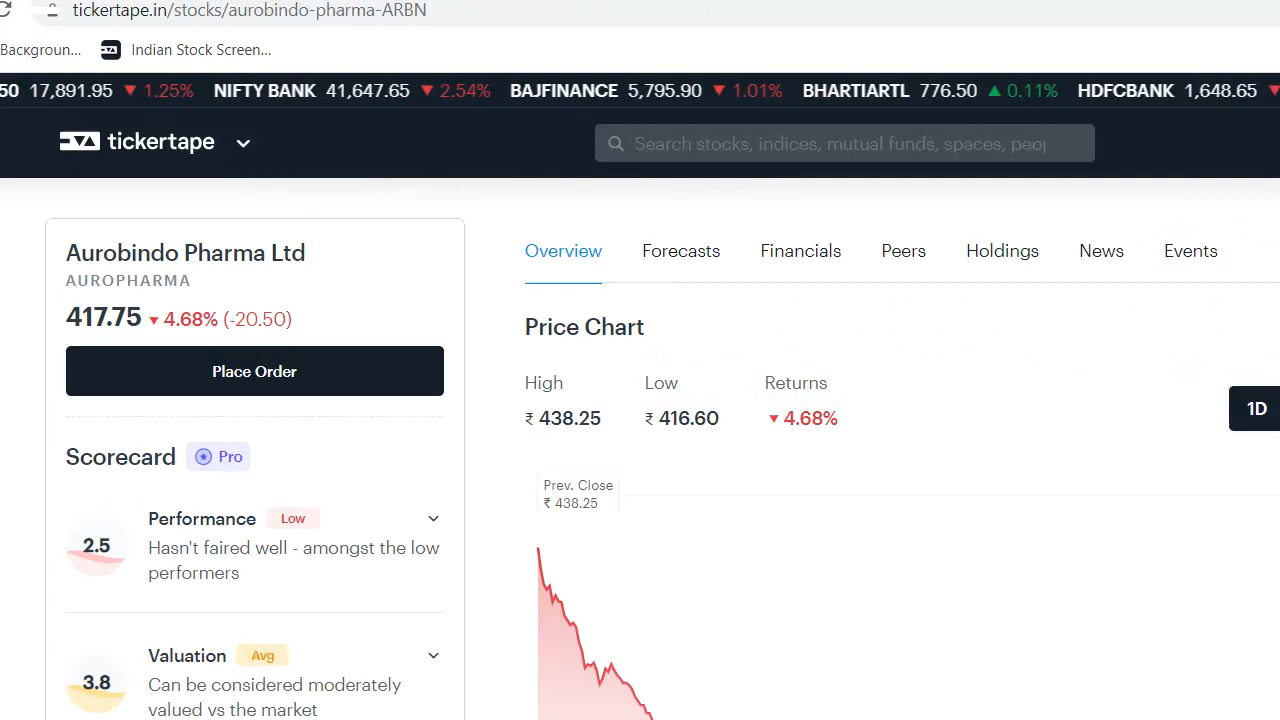 tickertape.in/stocks/aurobindo-pharma-ARBN
Backgroun... Indian Stock Screen...
50 17,891.95 ▼ 1.25% NIFTY BANK 41,647.65 ▼ 2.54% BAJFINANCE 5,795.90 ▼ 1.01% BHARTIARTL 776.50 ▲ 0.11% HDFCBANK 1,648.65 ▼
tickertape
Search stocks, indices, mutual funds, spaces, peop
Aurobindo Pharma Ltd
AUROPHARMA
417.75 ▼ 4.68% (-20.50)
Place Order
Scorecard Pro
Performance Low
2.5
Hasn't faired well - amongst the low
performers
Valuation Avg
3.8
Can be considered moderately
valued vs the market
Overview Forecasts Financials Peers Holdings News Events
Price Chart
High Low Returns
₹ 438.25 ₹ 416.60 ▼ 4.68%
1D
Prev. Close
₹ 438.25